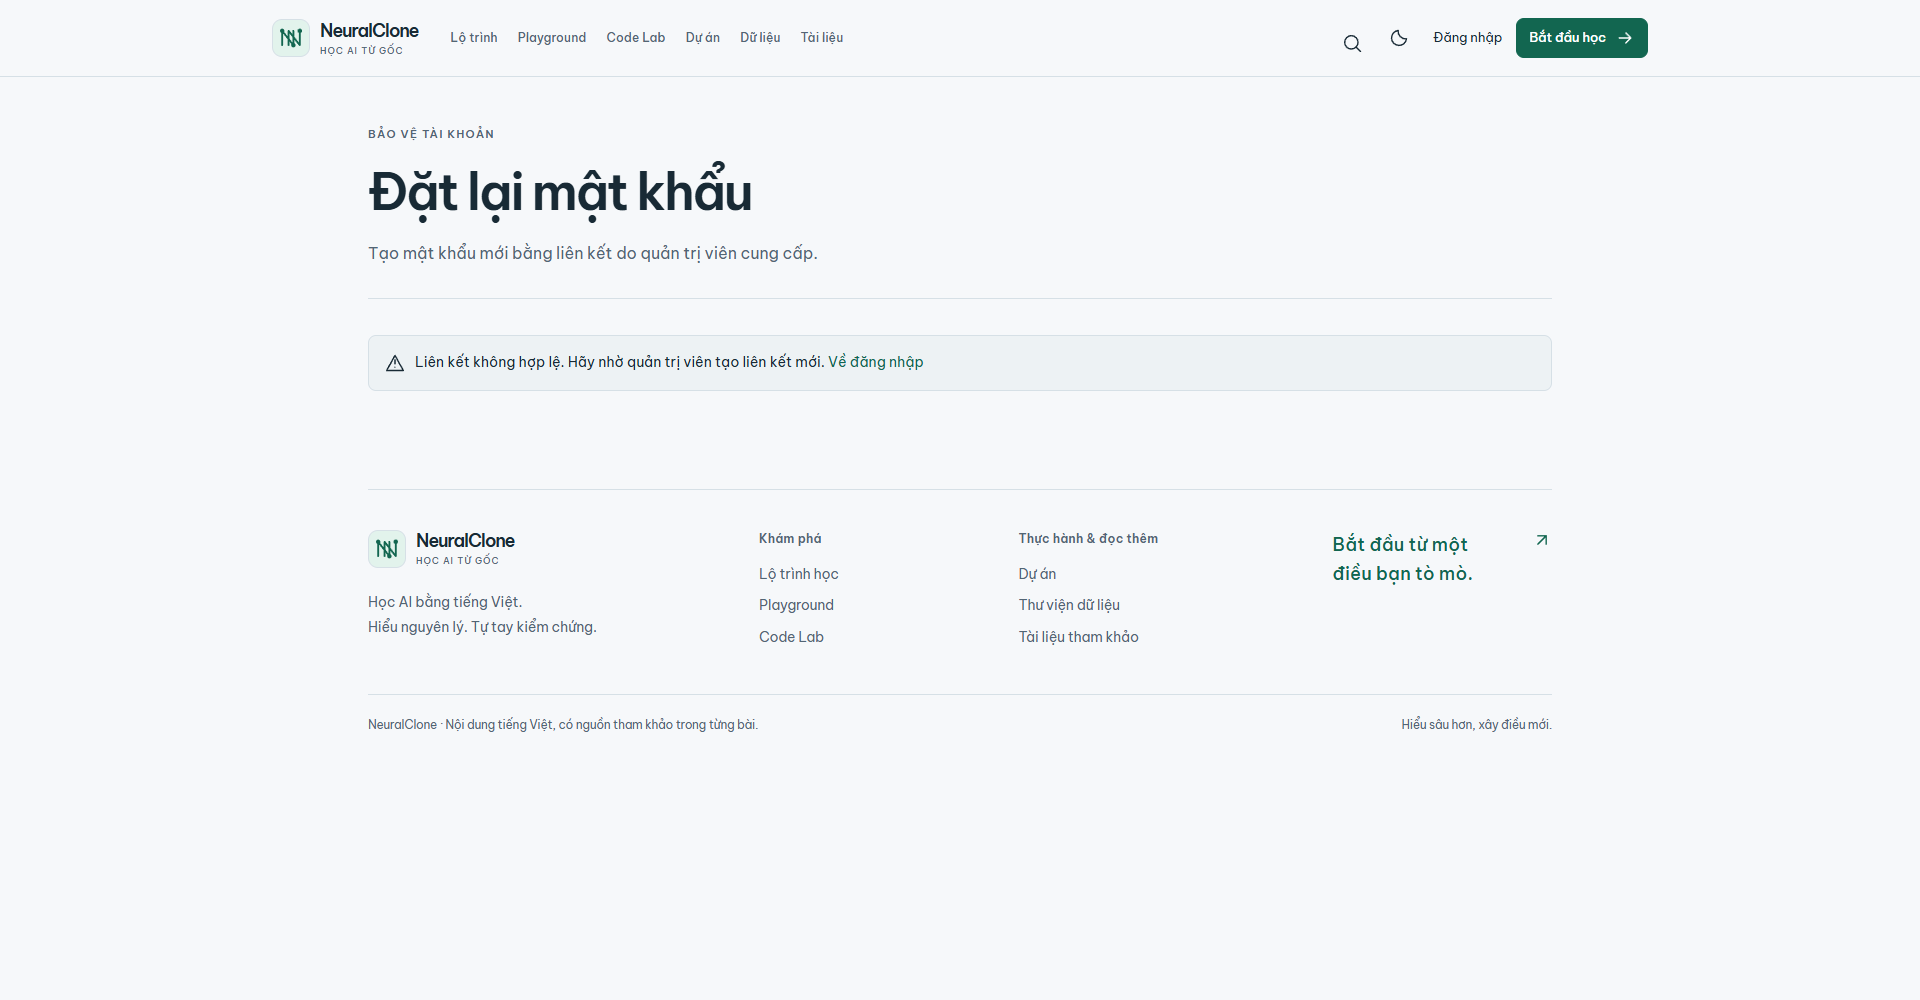 NeuralClone
HỌC AI TỪ GỐC
Lộ trình
Playground
Code Lab
Dự án
Dữ liệu
Tài liệu
Đăng nhập
Bắt đầu học
BẢO VỆ TÀI KHOẢN
Đặt lại mật khẩu
Tạo mật khẩu mới bằng liên kết do quản trị viên cung cấp.
Liên kết không hợp lệ. Hãy nhờ quản trị viên tạo liên kết mới. Về đăng nhập
NeuralClone
HỌC AI TỪ GỐC
Học AI bằng tiếng Việt.
Hiểu nguyên lý. Tự tay kiểm chứng.
Khám phá
Lộ trình học
Playground
Code Lab
Thực hành & đọc thêm
Dự án
Thư viện dữ liệu
Tài liệu tham khảo
Bắt đầu từ một
điều bạn tò mò.
NeuralClone · Nội dung tiếng Việt, có nguồn tham khảo trong từng bài.
Hiểu sâu hơn, xây điều mới.